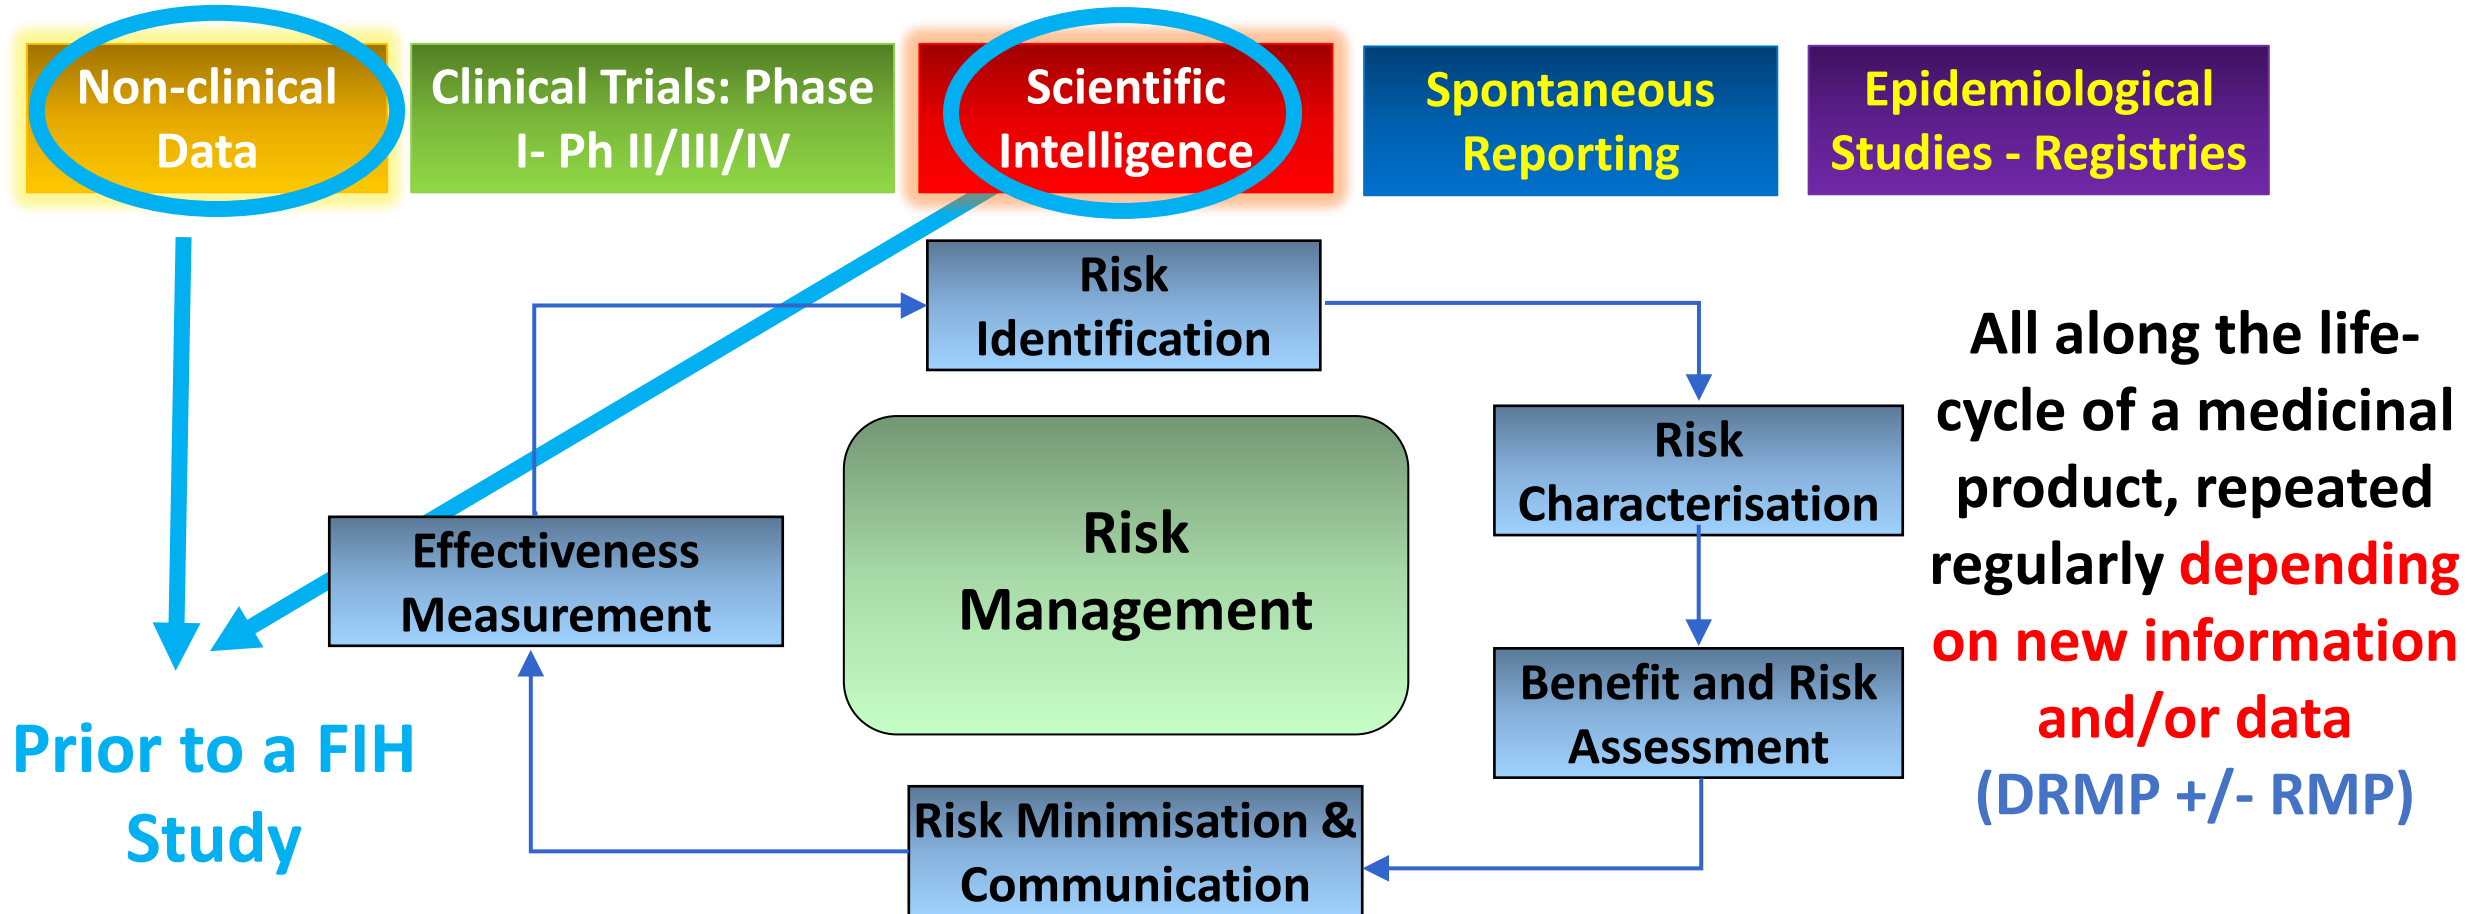 Non-clinical
Data
Clinical Trials: Phase
I- Ph II/III/IV
Scientific
Intelligence
Spontaneous
Reporting
Epidemiological
Studies - Registries
Risk
Identification
Risk
Characterisation
Benefit and Risk
Assessment
Risk Minimisation &
Communication
Effectiveness
Measurement
Risk
Management
Prior to a FIH
Study
All along the life-
cycle of a medicinal
product, repeated
regularly depending
on new information
and/or data
(DRMP +/- RMP)